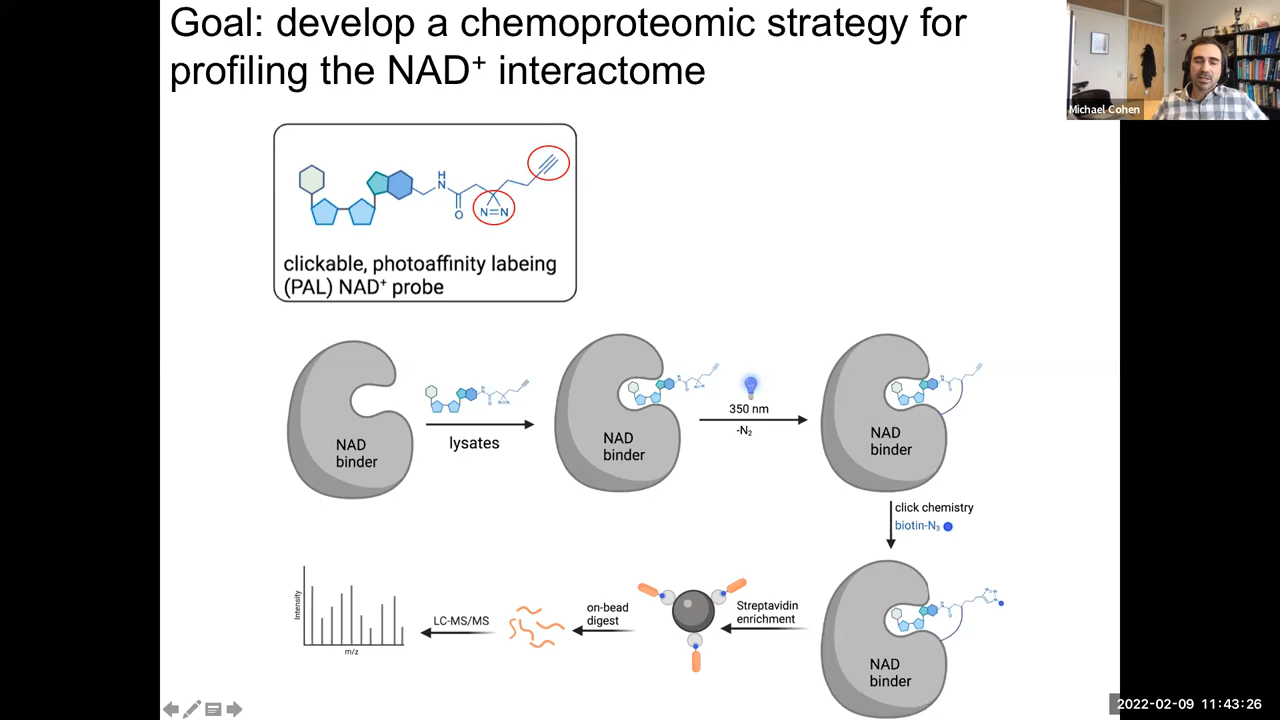 Goal: develop a chemoproteomic strategy for
profiling the NAD⁺ interactome
Michael Cohen
H
N
O
N=N
clickable, photoaffinity labeing
(PAL) NAD⁺ probe
NAD
binder
lysates
NAD
binder
350 nm
-N₂
NAD
binder
click chemistry
biotin-N₃
NAD
binder
Streptavidin
enrichment
on-bead
digest
LC-MS/MS
Intensity
m/z
2022-02-09 11:43:26